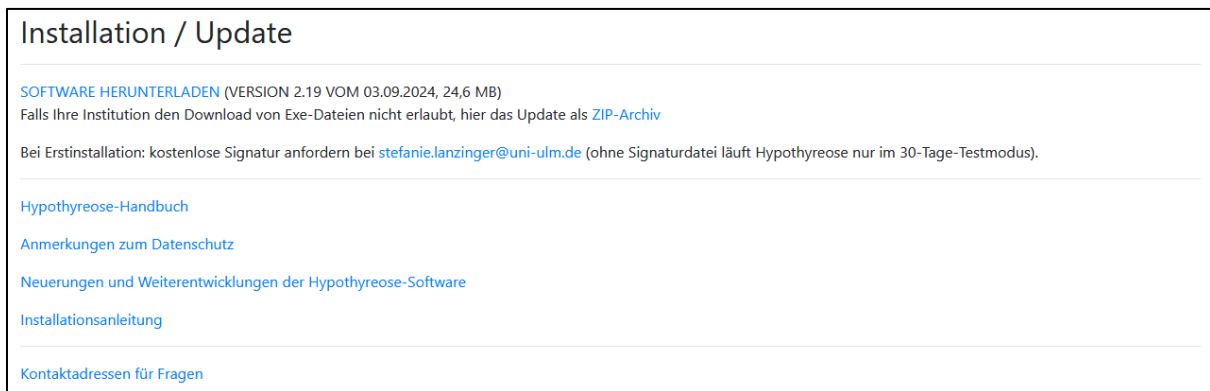 Installation / Update
SOFTWARE HERUNTERLADEN (VERSION 2.19 VOM 03.09.2024, 24,6 MB)
Falls Ihre Institution den Download von Exe-Dateien nicht erlaubt, hier das Update als ZIP-Archiv
Bei Erstinstallation: kostenlose Signatur anfordern bei stefanie.lanzinger@uni-ulm.de (ohne Signaturdatei läuft Hypothyreose nur im 30-Tage-Testmodus).
Hypothyreose-Handbuch
Anmerkungen zum Datenschutz
Neuerungen und Weiterentwicklungen der Hypothyreose-Software
Installationsanleitung
Kontaktadressen für Fragen